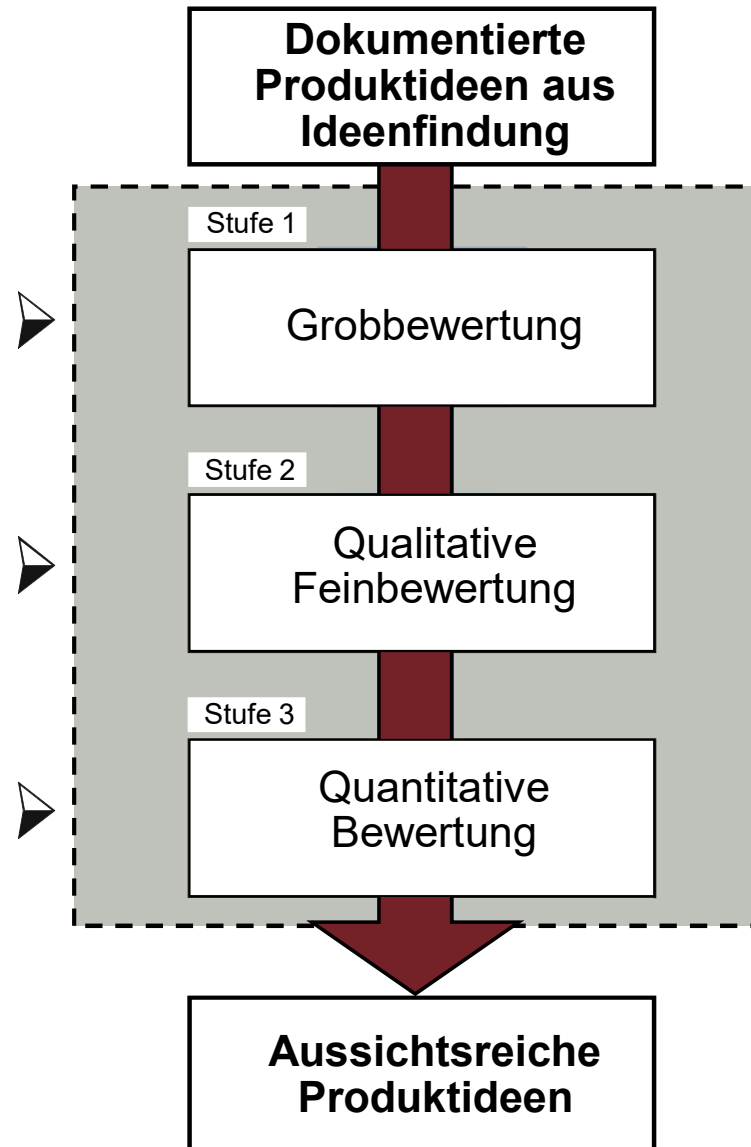 Dokumentierte
Produktideen aus
Ideenfindung
Stufe 1
Grobbewertung
Stufe 2
Qualitative
Feinbewertung
Stufe 3
Quantitative
Bewertung
Aussichtsreiche
Produktideen